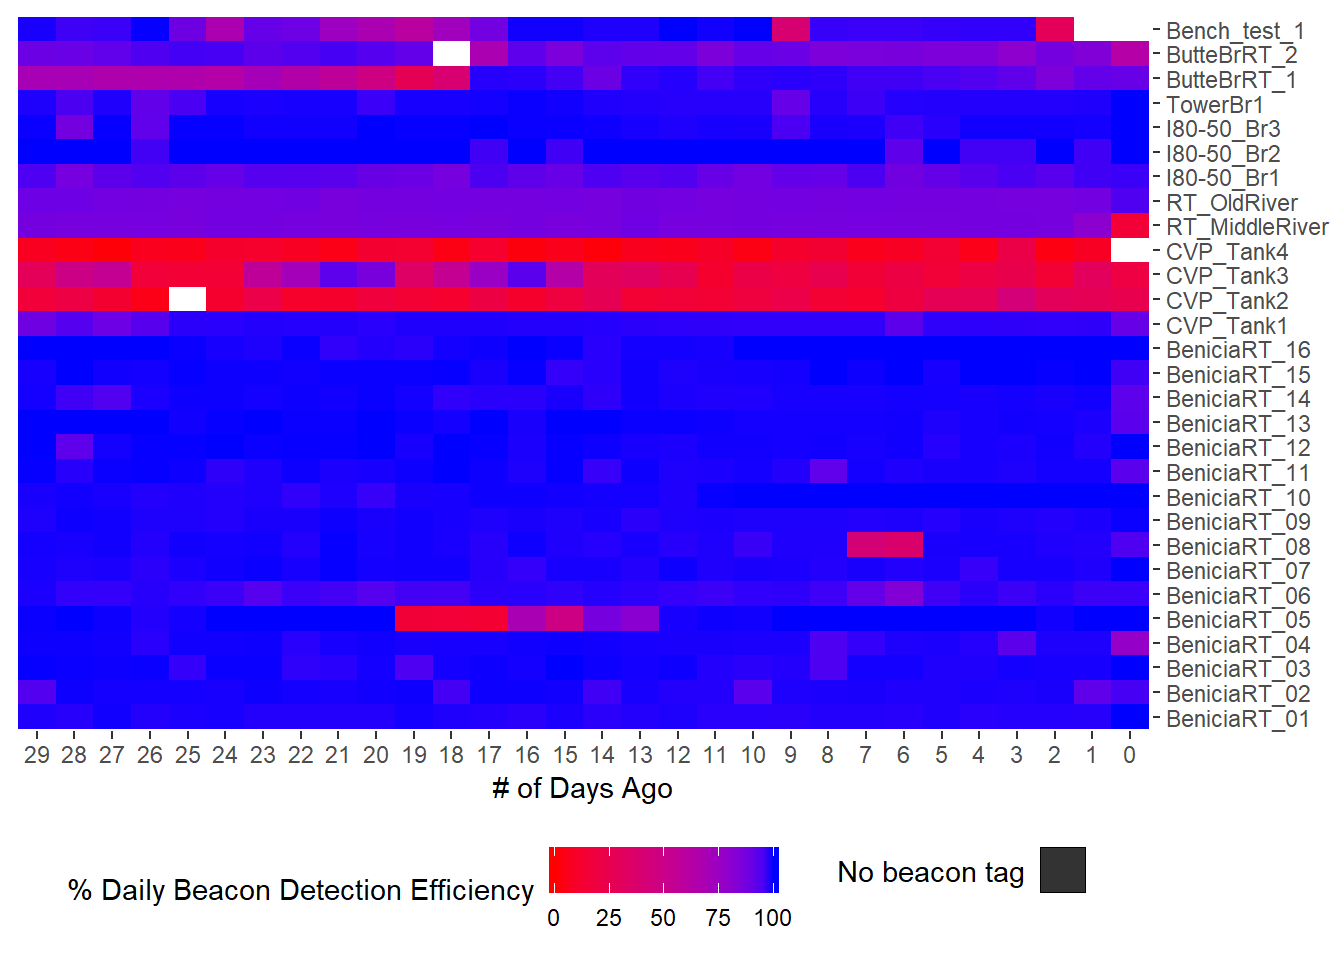 Bench_test_1
ButteBrRT_2
ButteBrRT_1
TowerBr1
I80-50_Br3
I80-50_Br2
I80-50_Br1
RT_OldRiver
RT_MiddleRiver
CVP_Tank4
CVP_Tank3
CVP_Tank2
CVP_Tank1
BeniciaRT_16
BeniciaRT_15
BeniciaRT_14
BeniciaRT_13
BeniciaRT_12
BeniciaRT_11
BeniciaRT_10
BeniciaRT_09
BeniciaRT_08
BeniciaRT_07
BeniciaRT_06
BeniciaRT_05
BeniciaRT_04
BeniciaRT_03
BeniciaRT_02
BeniciaRT_01
29 28 27 26 25 24 23 22 21 20 19 18 17 16 15 14 13 12 11 10 9 8 7 6 5 4 3 2 1 0
# of Days Ago
% Daily Beacon Detection Efficiency
0 25 50 75 100
No beacon tag